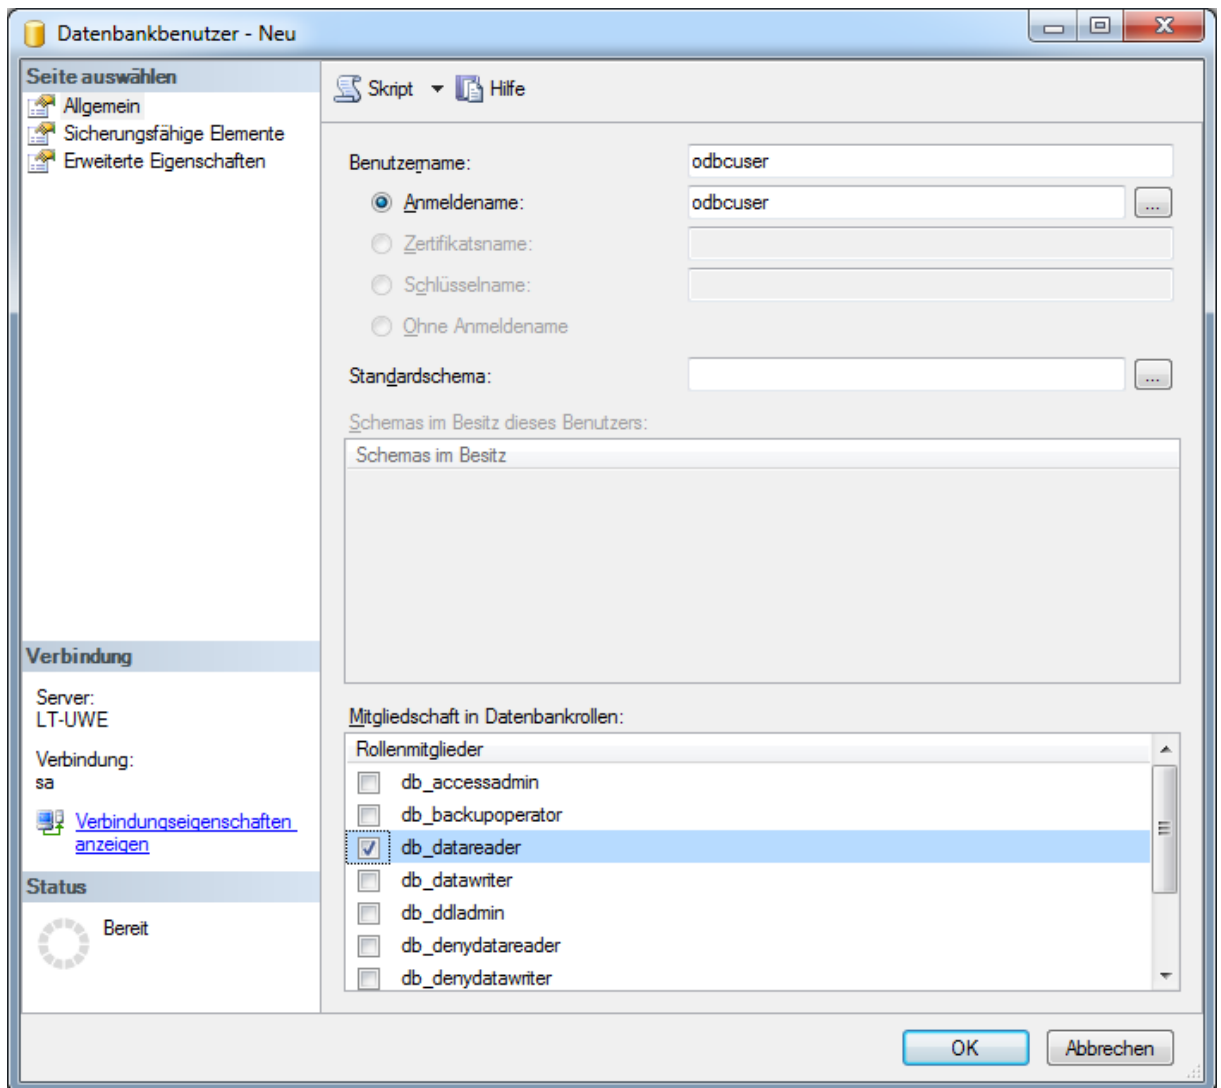 Datenbankbenutzer - Neu
Seite auswählen
Allgemein
Sicherungsfähige Elemente
Erweiterte Eigenschaften
Verbindung
Server:
LT-UWE
Verbindung:
sa
Verbindungseigenschaften
anzeigen
Status
Bereit
Skript Hilfe
Benutzername: odbcuser
Anmeldename: odbcuser ...
Zertifikatsname:
Schlüsselname:
Ohne Anmeldename
Standardschema: ...
Schemas im Besitz dieses Benutzers:
Schemas im Besitz
Mitgliedschaft in Datenbankrollen:
Rollenmitglieder
db_accessadmin
db_backupoperator
db_datareader
db_datawriter
db_ddladmin
db_denydatareader
db_denydatawriter
OK Abbrechen